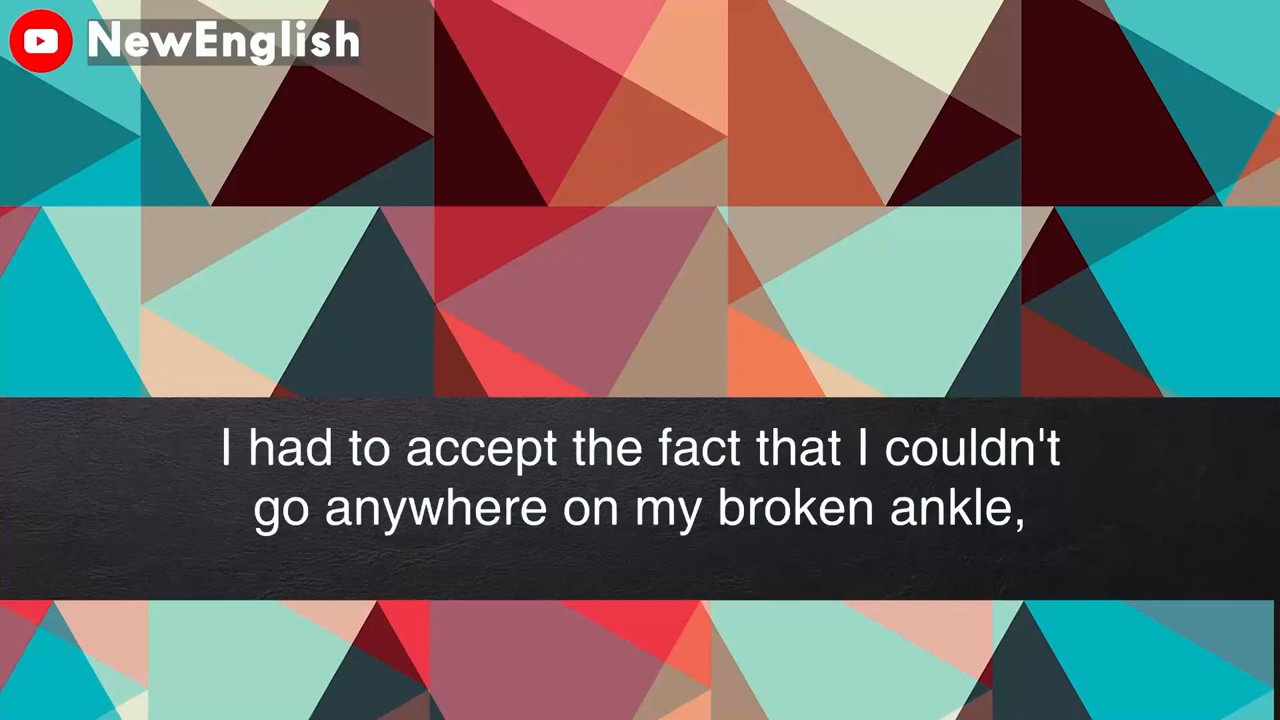 NewEnglish
I had to accept the fact that I couldn't
go anywhere on my broken ankle,